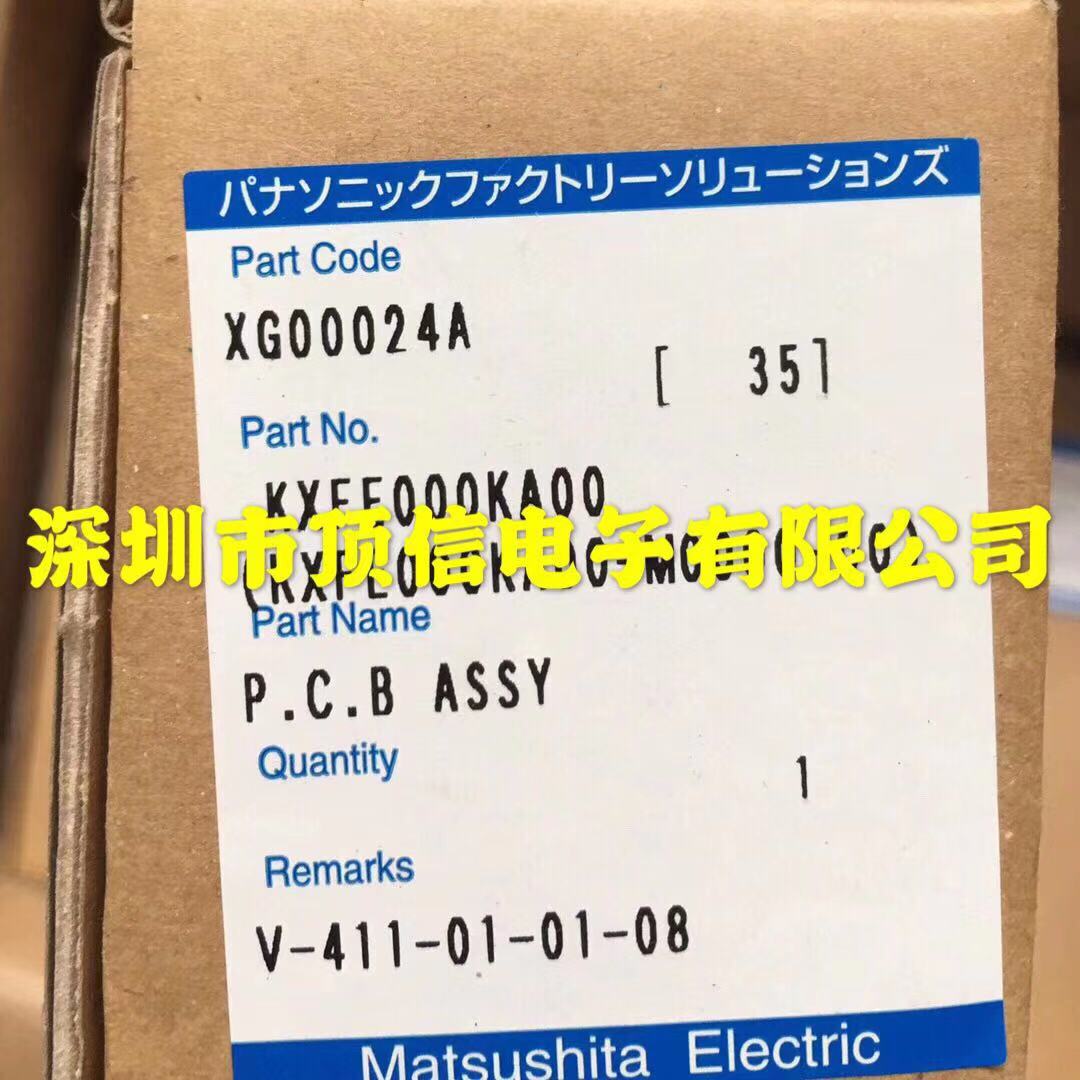 パナソニックファクトリーソリューションズ
Part Code
XG00024A
[ 35]
Part No.
深圳市顶信电子有限公司
Part Name
P.C.B ASSY
Quantity
1
Remarks
V-411-01-01-08
Matsushita Electric